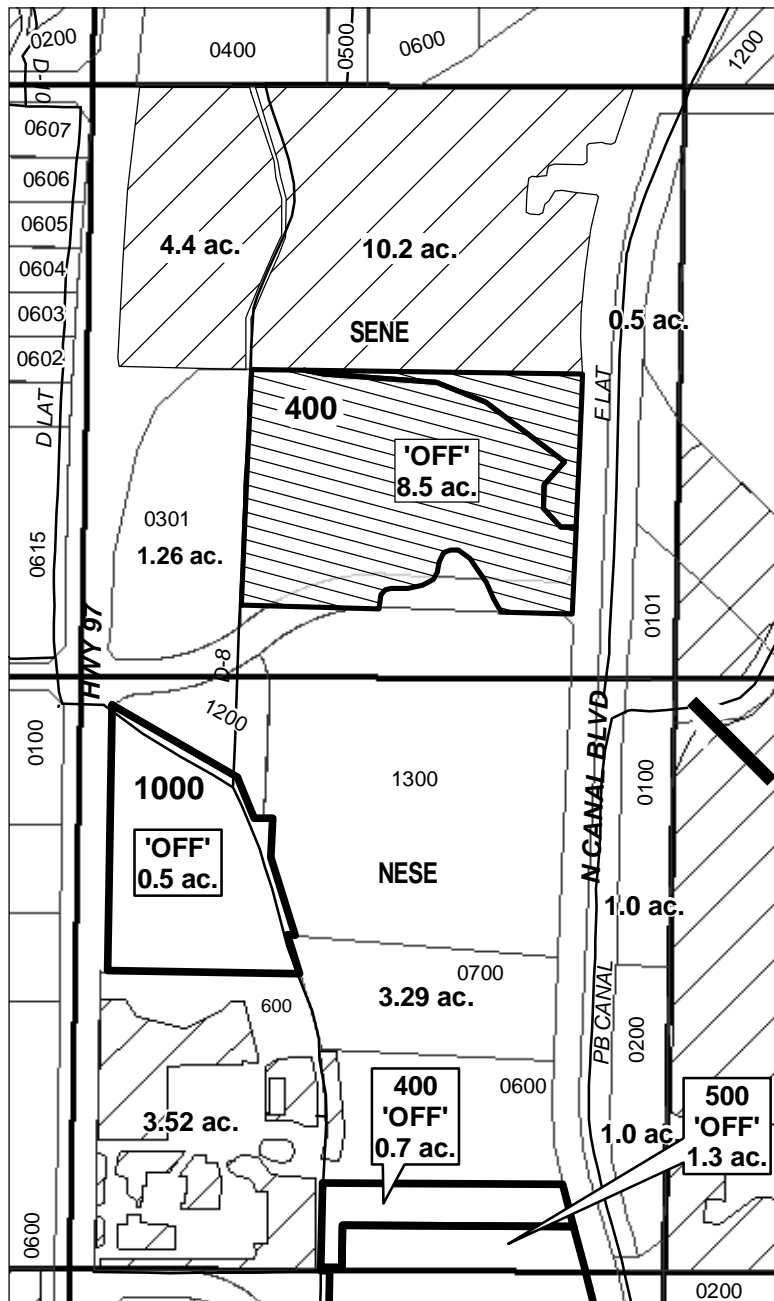 0200
0400
0500
0600
1200
D-10
0607
0606
0605
0604
0603
0602
4.4 ac.
10.2 ac.
0.5 ac.
SENE
D LAT
F LAT
400
'OFF'
8.5 ac.
0301
1.26 ac.
0615
0101
HWY 97
D-8
1200
0100
1000
'OFF'
0.5 ac.
1300
NESE
N CANAL BLVD
0100
1.0 ac.
0700
3.29 ac.
600
PB CANAL
0200
0600
400
'OFF'
0.7 ac.
500
'OFF'
1.3 ac.
3.52 ac.
1.0 ac.
0600
0200